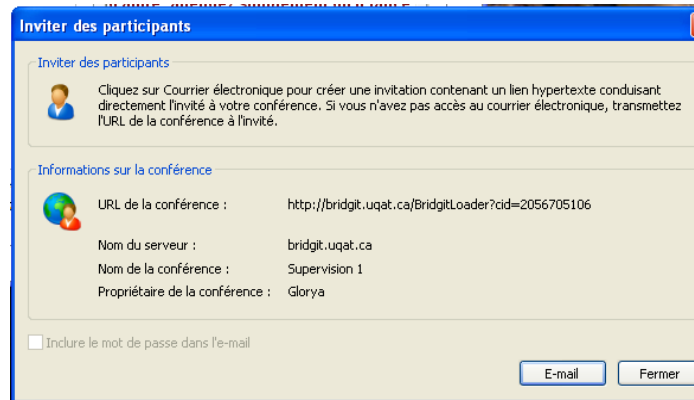 Inviter des participants
Inviter des participants
Cliquez sur Courrier électronique pour créer une invitation contenant un lien hypertexte conduisant
directement l'invité à votre conférence. Si vous n'avez pas accès au courrier électronique, transmettez
l'URL de la conférence à l'invité.
Informations sur la conférence
URL de la conférence : http://bridgit.uqat.ca/BridgitLoader?cid=2056705106
Nom du serveur : bridgit.uqat.ca
Nom de la conférence : Supervision 1
Propriétaire de la conférence : Glorya
Inclure le mot de passe dans l'e-mail
E-mail Fermer